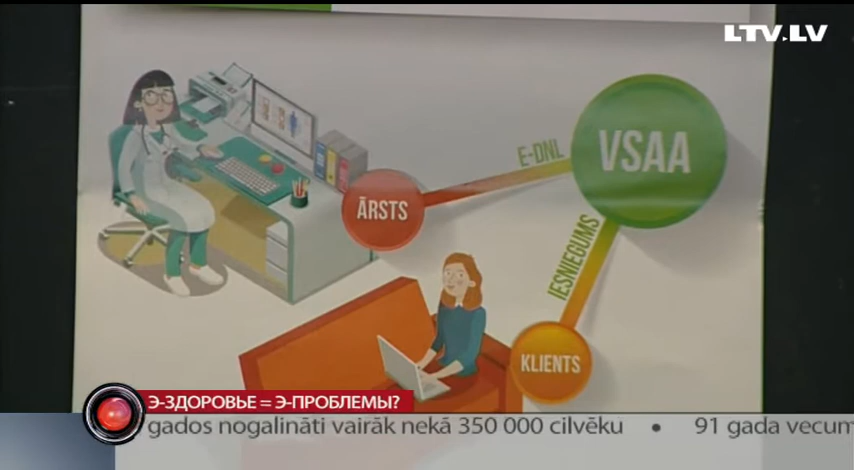 LTV.LV
VSAA
E-DNL
ĀRSTS
IESNIEGUMS
KLIENTS
Э-ЗДОРОВЬЕ = Э-ПРОБЛЕМЫ?
gados nogalināti vairāk nekā 350 000 cilvēku • 91 gada vecum